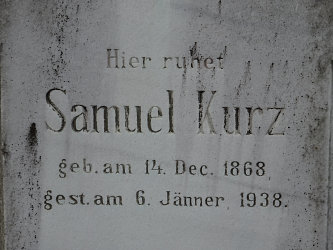 Hier ruhet
Samuel Kurz
geb. am 14. Dec. 1868
gest. am 6. Jänner, 1938.